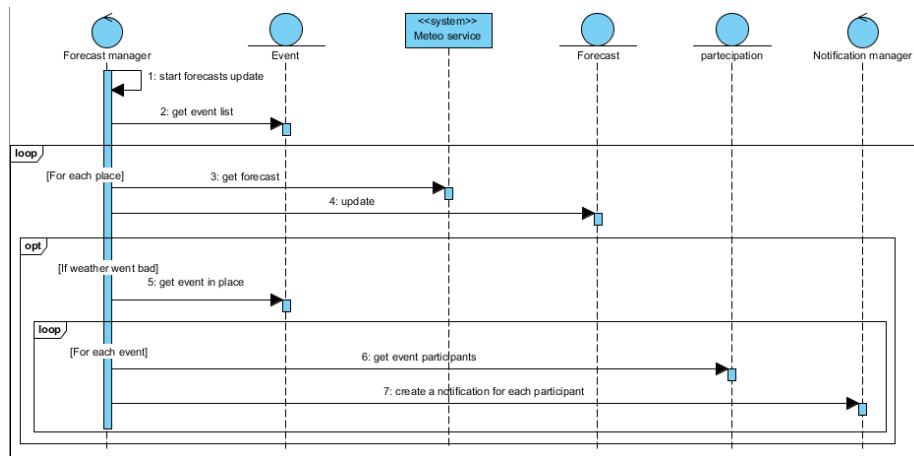 <<system>>
Meteo service
Forecast manager
Event
Forecast
partecipation
Notification manager
1: start forecasts update
2: get event list
loop
[For each place]
3: get forecast
4: update
opt
[If weather went bad]
5: get event in place
loop
[For each event]
6: get event participants
7: create a notification for each participant